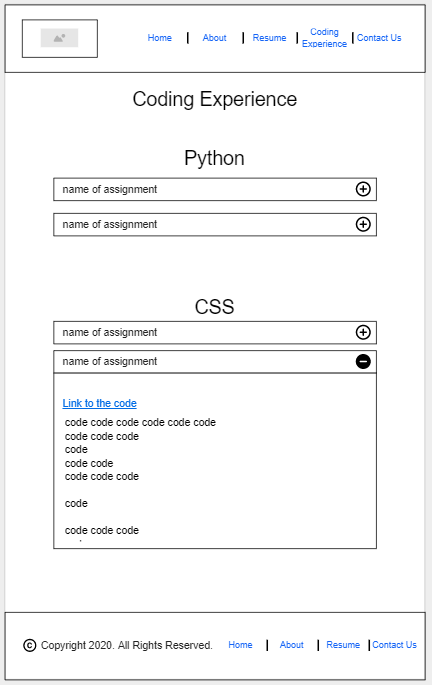 Home | About | Resume | Coding Experience | Contact Us
Coding Experience
Python
name of assignment
name of assignment
CSS
name of assignment
name of assignment
Link to the code
code code code code code code
code code code
code
code code
code code code
code
code code code
© Copyright 2020. All Rights Reserved. Home | About | Resume | Contact Us